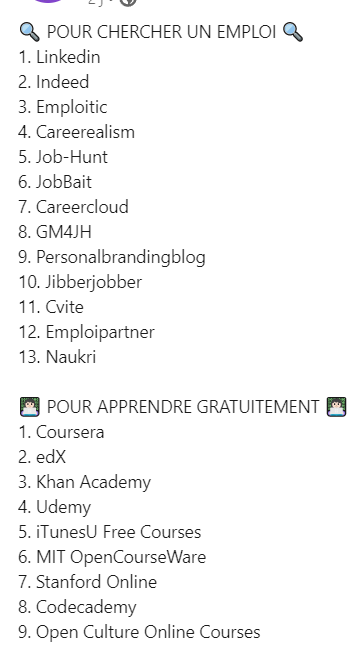 🔍 POUR CHERCHER UN EMPLOI 🔍
1. Linkedin
2. Indeed
3. Emploitic
4. Careerealism
5. Job-Hunt
6. JobBait
7. Careercloud
8. GM4JH
9. Personalbrandingblog
10. Jibberjobber
11. Cvite
12. Emploipartner
13. Naukri
👨‍🏫 POUR APPRENDRE GRATUITEMENT 👨‍🏫
1. Coursera
2. edX
3. Khan Academy
4. Udemy
5. iTunesU Free Courses
6. MIT OpenCourseWare
7. Stanford Online
8. Codecademy
9. Open Culture Online Courses